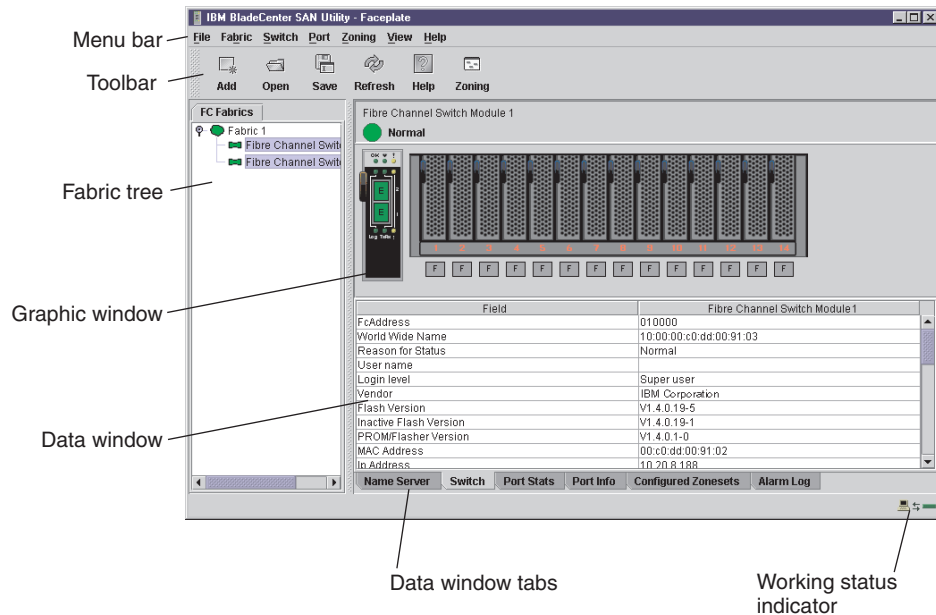 IBM BladeCenter SAN Utility - Faceplate
Menu bar
File Fabric Switch Port Zoning View Help
Toolbar
Add Open Save Refresh Help Zoning
FC Fabrics
Fabric 1
Fibre Channel Swit
Fibre Channel Swit
Fabric tree
Fibre Channel Switch Module 1
Normal
OK
E 2
E 1
Log TxRx !
1 2 3 4 5 6 7 8 9 10 11 12 13 14
F F F F F F F F F F F F F F
Graphic window
Field Fibre Channel Switch Module1
FcAddress 010000
World Wide Name 10:00:00:c0:dd:00:91:03
Reason for Status Normal
User name
Login level Super user
Vendor IBM Corporation
Flash Version V1.4.0.19-5
Inactive Flash Version V1.4.0.19-1
PROM/Flasher Version V1.4.0.1-0
MAC Address 00:c0:dd:00:91:02
Ip Address 10.20.8.188
Data window
Name Server Switch Port Stats Port Info Configured Zonesets Alarm Log
Data window tabs
Working status
indicator